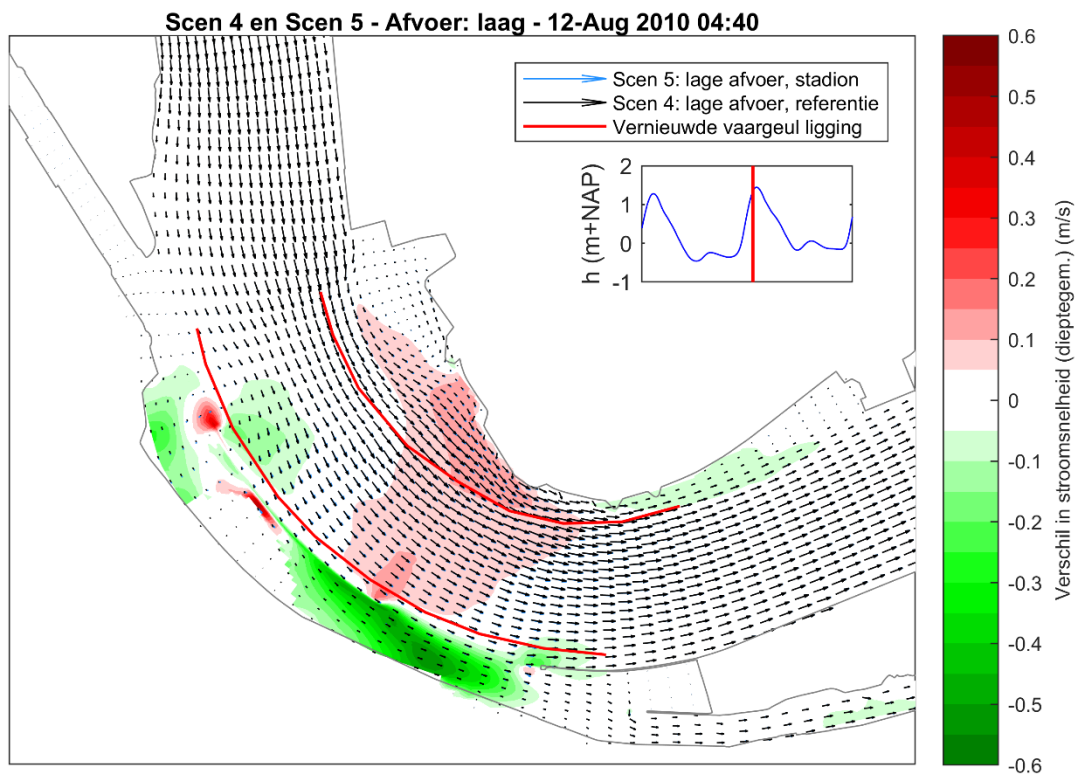 Scen 4 en Scen 5 - Afvoer: laag - 12-Aug 2010 04:40
Scen 5: lage afvoer, stadion
Scen 4: lage afvoer, referentie
Vernieuwde vaargeul ligging
h (m+NAP)
2
1
0
-1
0.6
0.5
0.4
0.3
0.2
0.1
0
-0.1
-0.2
-0.3
-0.4
-0.5
-0.6
Verschil in stroomsnelheid (dieptegem.) (m/s)